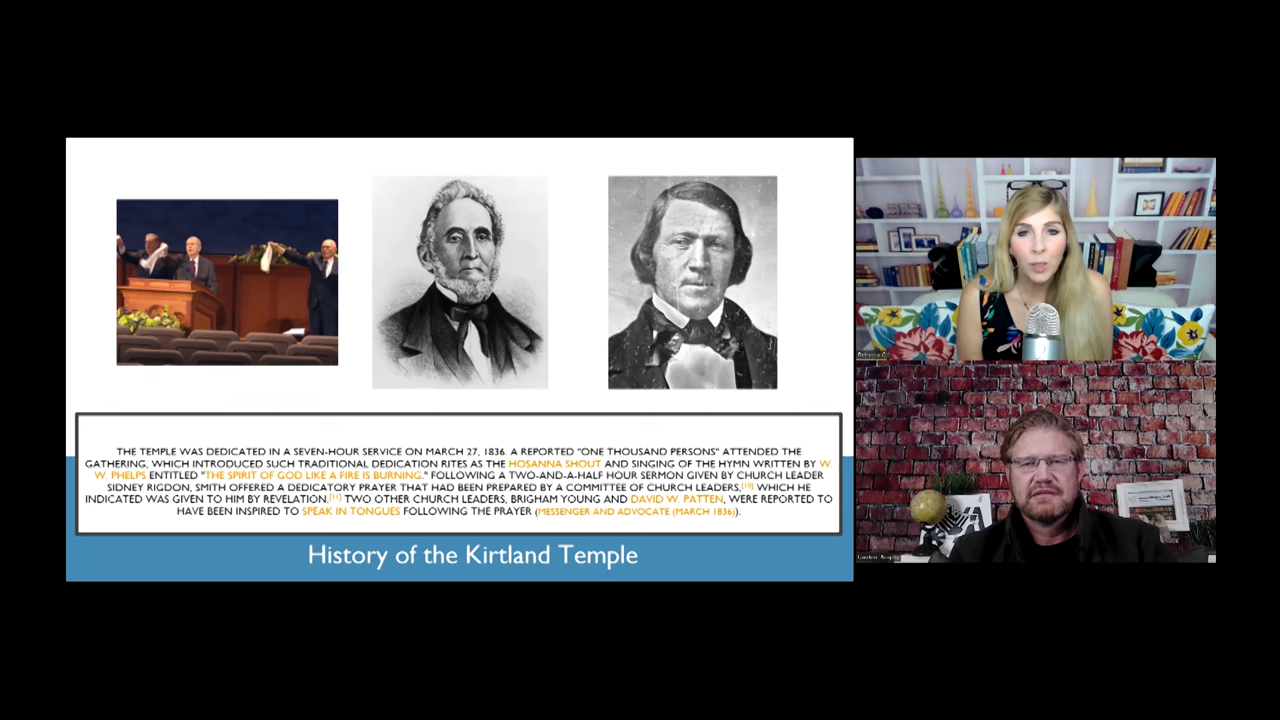 THE TEMPLE WAS DEDICATED IN A SEVEN-HOUR SERVICE ON MARCH 27, 1836. A REPORTED "ONE THOUSAND PERSONS" ATTENDED THE
GATHERING, WHICH INTRODUCED SUCH TRADITIONAL DEDICATION RITES AS THE HOSANNA SHOUT AND SINGING OF THE HYMN WRITTEN BY W.
W. PHELPS ENTITLED "THE SPIRIT OF GOD LIKE A FIRE IS BURNING." FOLLOWING A TWO-AND-A-HALF HOUR SERMON GIVEN BY CHURCH LEADER
SIDNEY RIGDON, SMITH OFFERED A DEDICATORY PRAYER THAT HAD BEEN PREPARED BY A COMMITTEE OF CHURCH LEADERS,[10] WHICH HE
INDICATED WAS GIVEN TO HIM BY REVELATION.[11] TWO OTHER CHURCH LEADERS, BRIGHAM YOUNG AND DAVID W. PATTEN, WERE REPORTED TO
HAVE BEEN INSPIRED TO SPEAK IN TONGUES FOLLOWING THE PRAYER (MESSENGER AND ADVOCATE (MARCH 1836)).
History of the Kirtland Temple